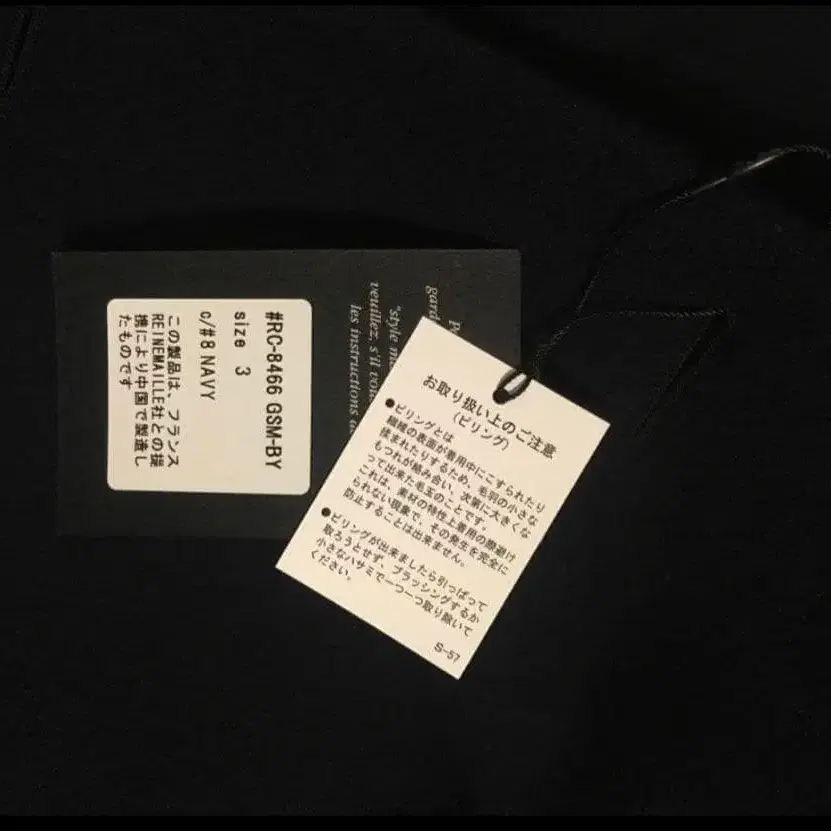 #RC-8466 GSM-BY
size 3
c/#8 NAVY
この製品は、フランス
REINEMAILLE社との提
携により中国で製造し
たものです
"style me
veuillez, s'il vous
les instructions
お取り扱い上のご注意
(ピリング)
●ピリングとは
繊維の表面が着用中にこすられたり
揉まれたりするため、毛羽の小さな
もつれが絡み合い、次第に大きくな
って出来た毛玉のことです。
これは、素材の特性上着用の際避け
られない現象で、その発生を完全に
防止することは出来ません。
●ピリングが出来ましたら引っぱって
取ろうとせず、ブラッシングするか
小さなハサミで一つ一つ取り除いて
ください。
S-57